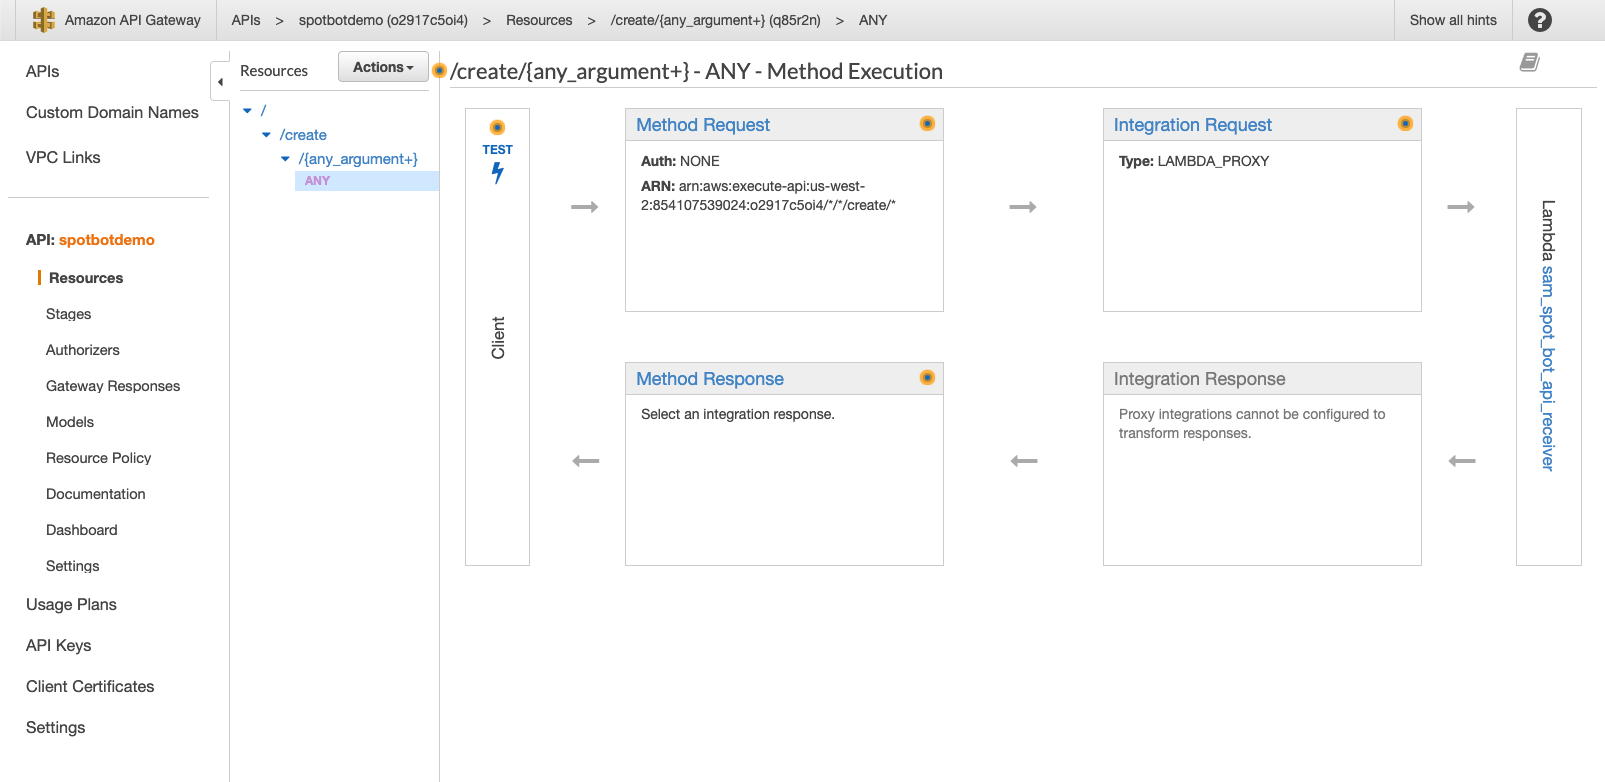 Amazon API Gateway
APIs > spotbotdemo (o2917c5oi4) > Resources > /create/{any_argument+} (q85r2n) > ANY
Show all hints
?
APIs
Custom Domain Names
VPC Links
API: spotbotdemo
Resources
Stages
Authorizers
Gateway Responses
Models
Resource Policy
Documentation
Dashboard
Settings
Usage Plans
API Keys
Client Certificates
Settings
Resources
Actions
/
/create
/{any_argument+}
ANY
/create/{any_argument+} - ANY - Method Execution
TEST
Client
Method Request
Auth: NONE
ARN: arn:aws:execute-api:us-west-
2:854107539024:o2917c5oi4/*/*/create/*
Integration Request
Type: LAMBDA_PROXY
Method Response
Select an integration response.
Integration Response
Proxy integrations cannot be configured to
transform responses.
Lambda sam_spot_bot_api_receiver